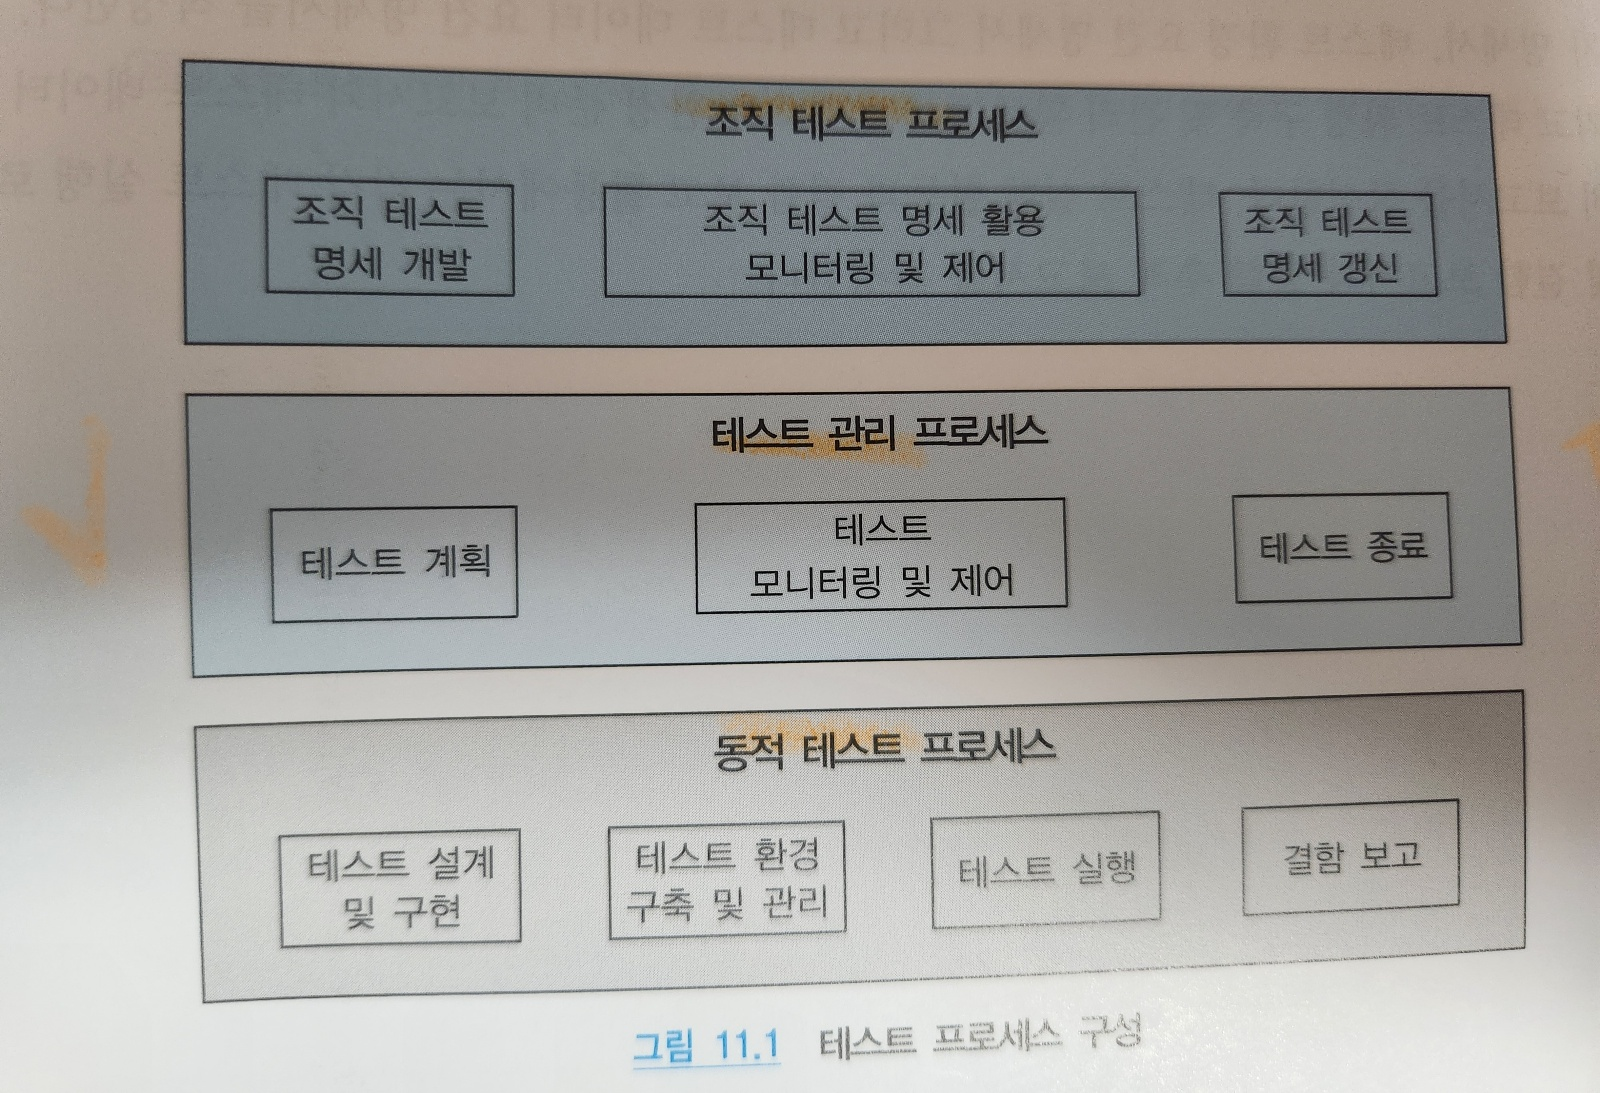 조직 테스트 프로세스
조직 테스트
명세 개발
조직 테스트 명세 활용
모니터링 및 제어
조직 테스트
명세 갱신
테스트 관리 프로세스
테스트 계획
테스트
모니터링 및 제어
테스트 종료
동적 테스트 프로세스
테스트 설계
및 구현
테스트 환경
구축 및 관리
테스트 실행
결함 보고
그림 11.1 테스트 프로세스 구성